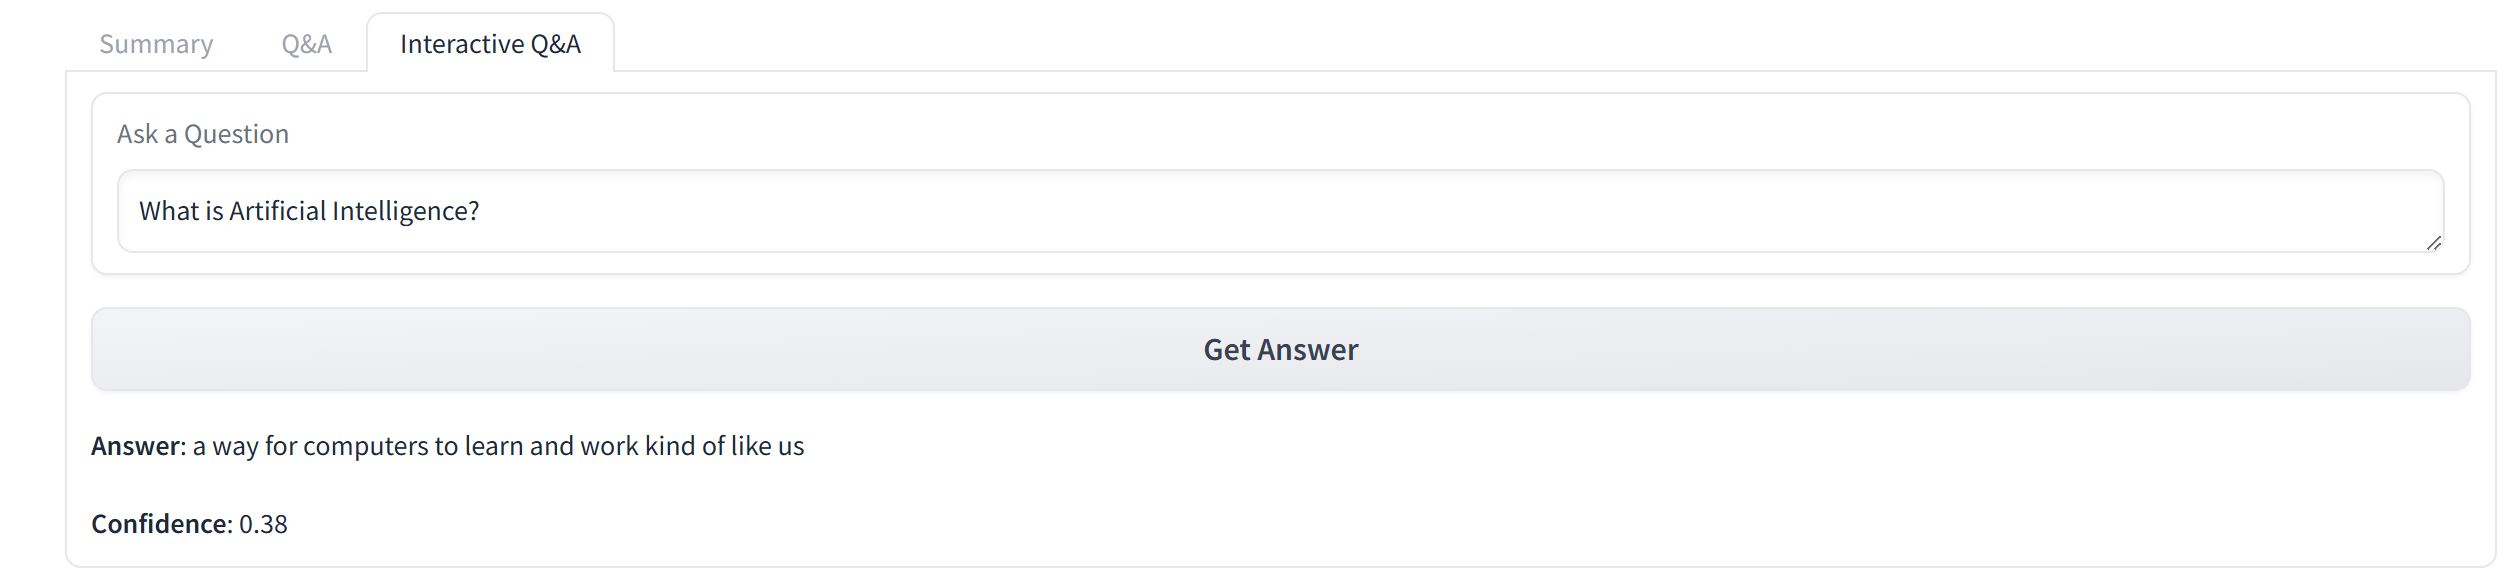 Summary Q&A Interactive Q&A
Ask a Question
What is Artificial Intelligence?
Get Answer
Answer: a way for computers to learn and work kind of like us
Confidence: 0.38